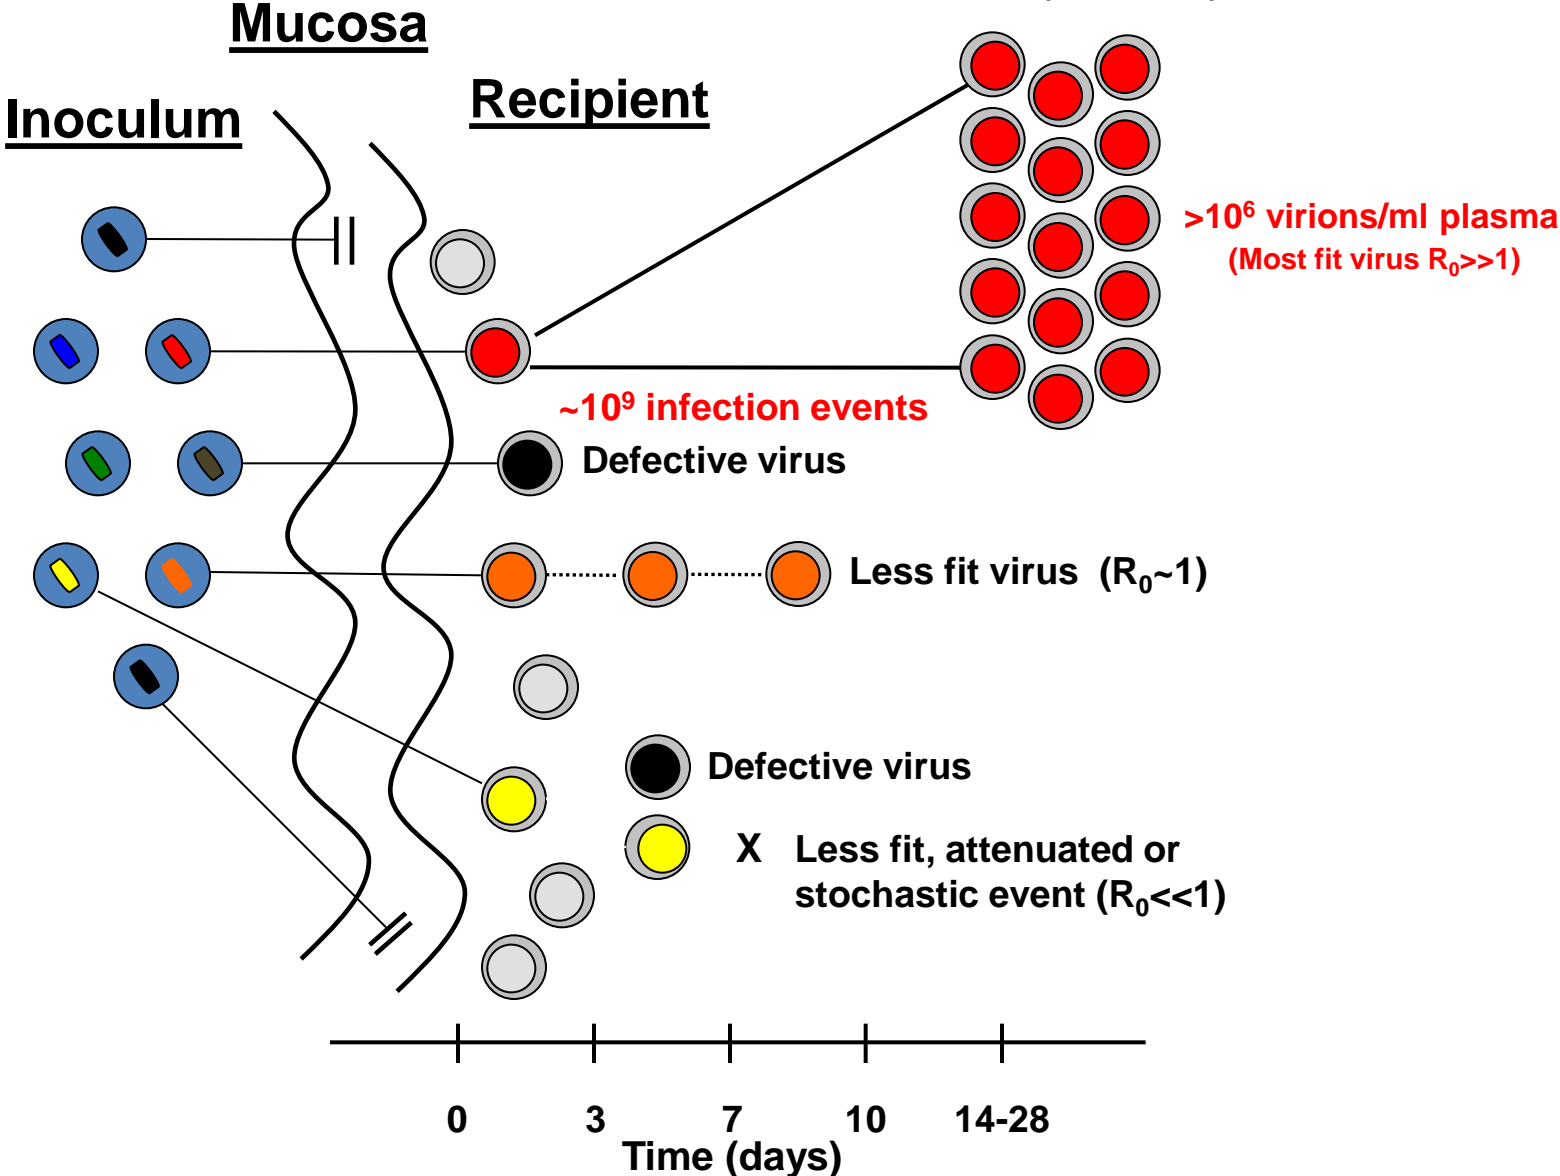 Mucosa
Inoculum
Recipient
>10⁶ virions/ml plasma
(Most fit virus R₀>>1)
~10⁹ infection events
Defective virus
Less fit virus (R₀~1)
Defective virus
X Less fit, attenuated or
stochastic event (R₀<<1)
0 3 7 10 14-28
Time (days)